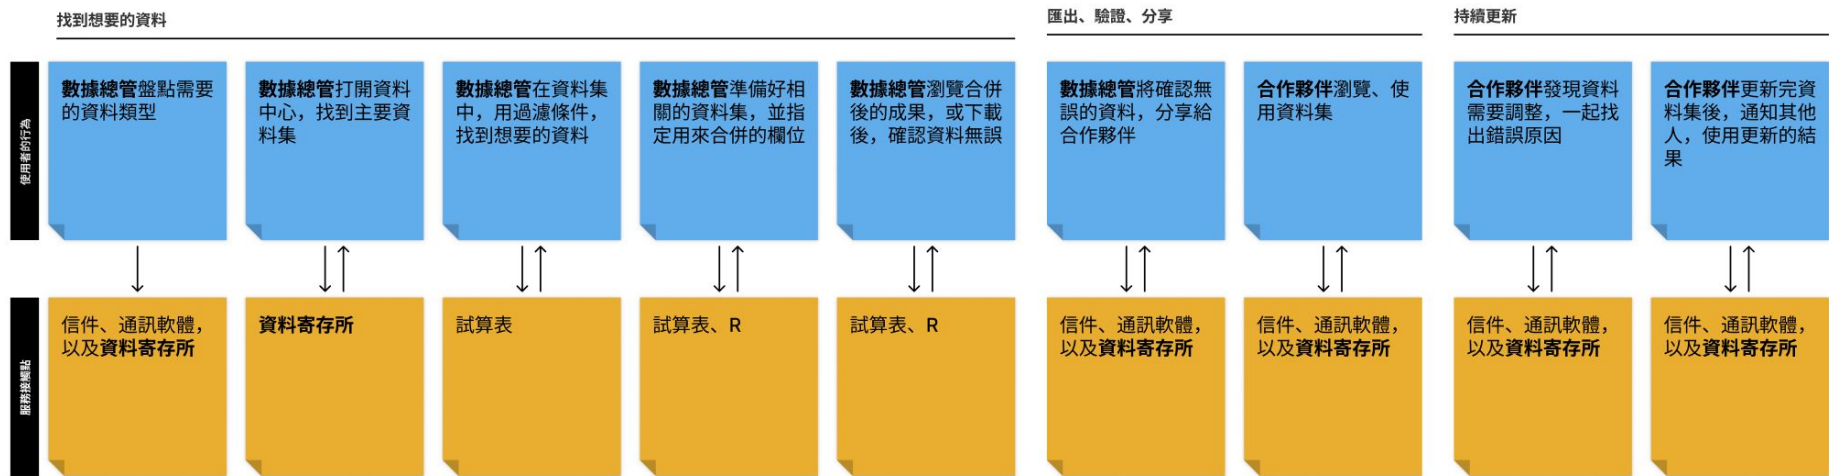 找到想要的資料
匯出、驗證、分享
持續更新
使用者的行為
數據總管盤點需要
的資料類型
數據總管打開資料
中心，找到主要資
料集
數據總管在資料集
中，用過濾條件，
找到想要的資料
數據總管準備好相
關的資料集，並指
定用來合併的欄位
數據總管瀏覽合併
後的成果，或下載
後，確認資料無誤
數據總管將確認無
誤的資料，分享給
合作夥伴
合作夥伴瀏覽、使
用資料集
合作夥伴發現資料
需要調整，一起找
出錯誤原因
合作夥伴更新完資
料集後，通知其他
人，使用更新的結
果
服務接觸點
信件、通訊軟體，
以及資料寄存所
資料寄存所
試算表
試算表、R
試算表、R
信件、通訊軟體，
以及資料寄存所
信件、通訊軟體，
以及資料寄存所
信件、通訊軟體，
以及資料寄存所
信件、通訊軟體，
以及資料寄存所